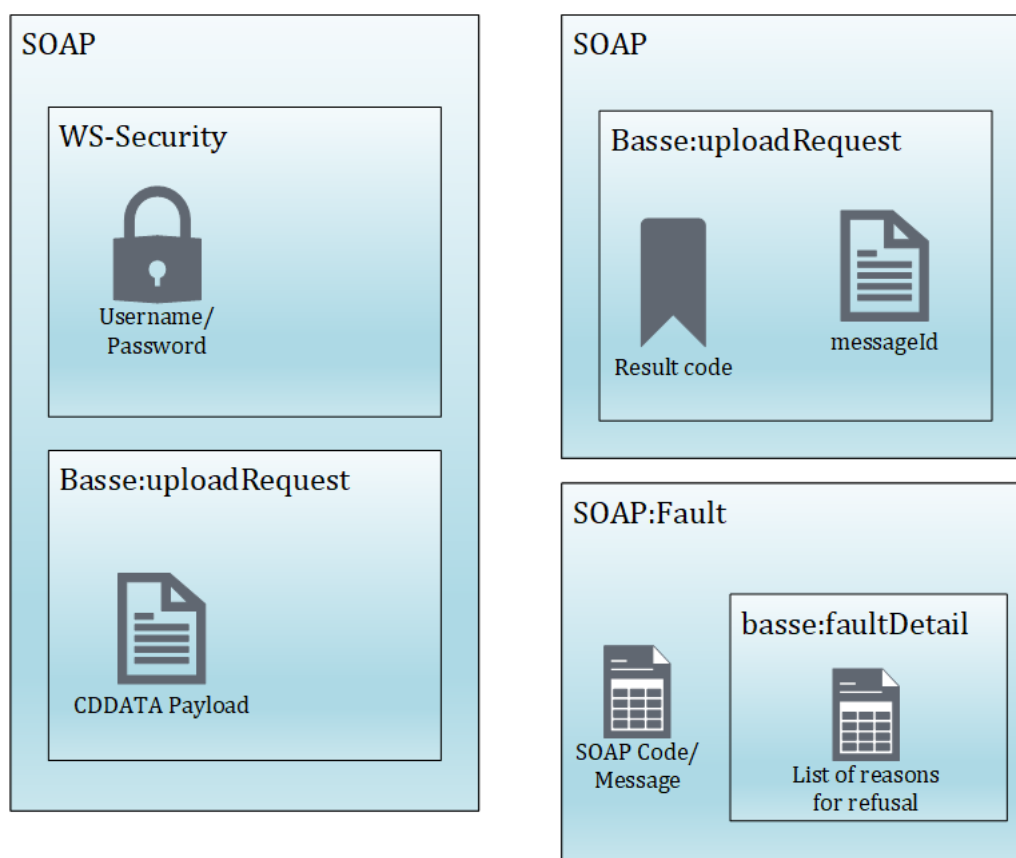 SOAP
WS-Security
Username/
Password
Basse:uploadRequest
CDDATA Payload
SOAP
Basse:uploadRequest
Result code
messageId
SOAP:Fault
basse:faultDetail
SOAP Code/
Message
List of reasons
for refusal